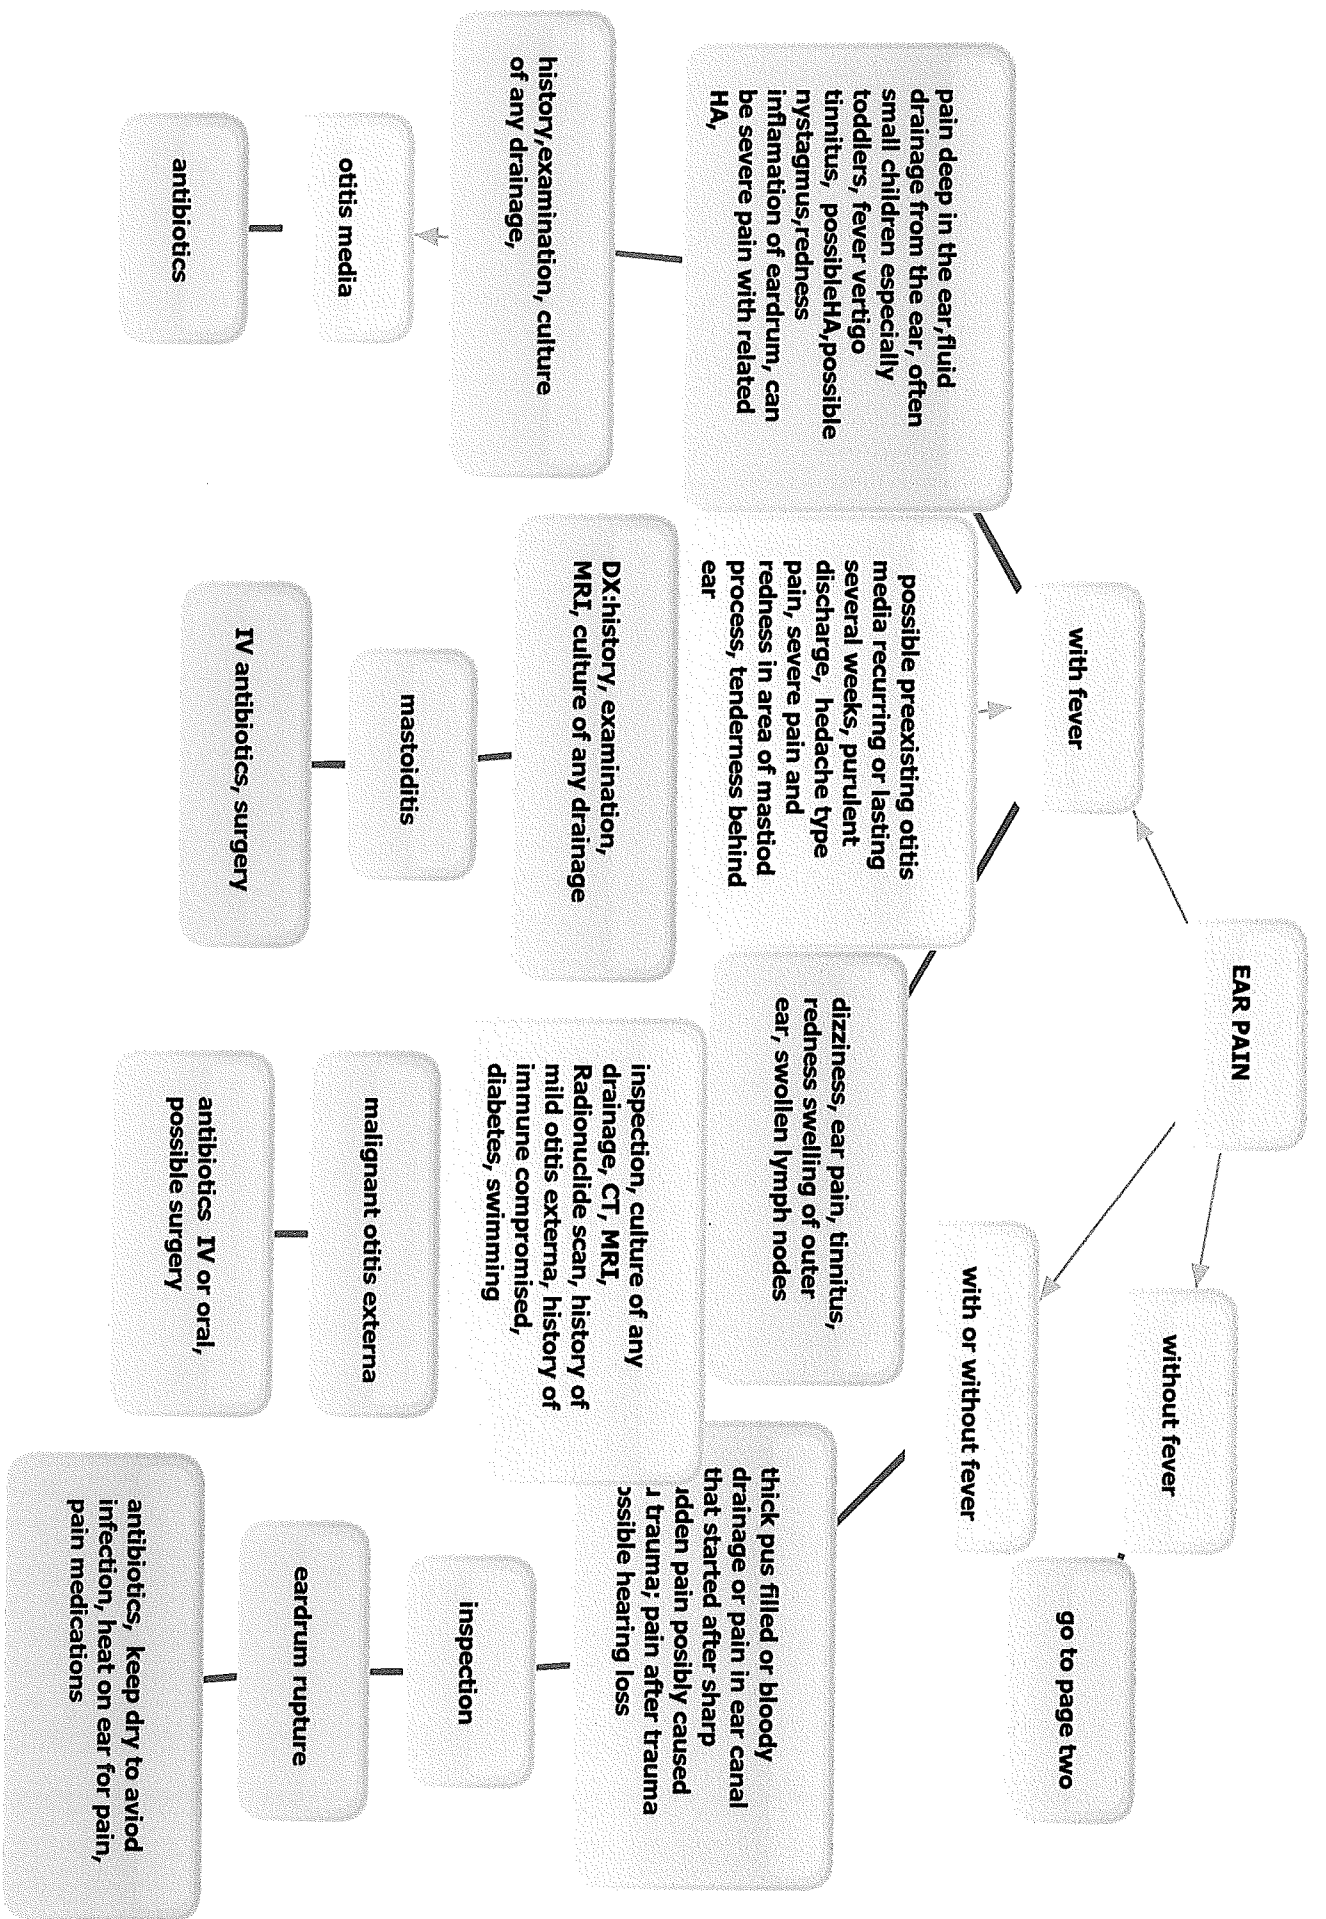 EAR PAIN
with fever
without fever
with or without fever
go to page two
pain deep in the ear,fluid
drainage from the ear, often
small children especially
toddlers, fever vertigo
tinnitus, possibleHA,possible
nystagmus,redness
inflamation of eardrum, can
be severe pain with related
HA,
history,examination, culture
of any drainage,
otitis media
antibiotics
possible preexisting otitis
media recurring or lasting
several weeks, purulent
discharge, hedache type
pain, severe pain and
redness in area of mastiod
process, tenderness behind
ear
DX:history, examination,
MRI, culture of any drainage
mastoiditis
IV antibiotics, surgery
dizziness, ear pain, tinnitus,
redness swelling of outer
ear, swollen lymph nodes
inspection, culture of any
drainage, CT, MRI,
Radionuclide scan, history of
mild otitis externa, history of
immune compromised,
diabetes, swimming
malignant otitis externa
antibiotics IV or oral,
possible surgery
thick pus filled or bloody
drainage or pain in ear canal
that started after sharp
pain posibly caused
trauma; pain after trauma
hearing loss
inspection
eardrum rupture
antibiotics, keep dry to aviod
infection, heat on ear for pain,
pain medications